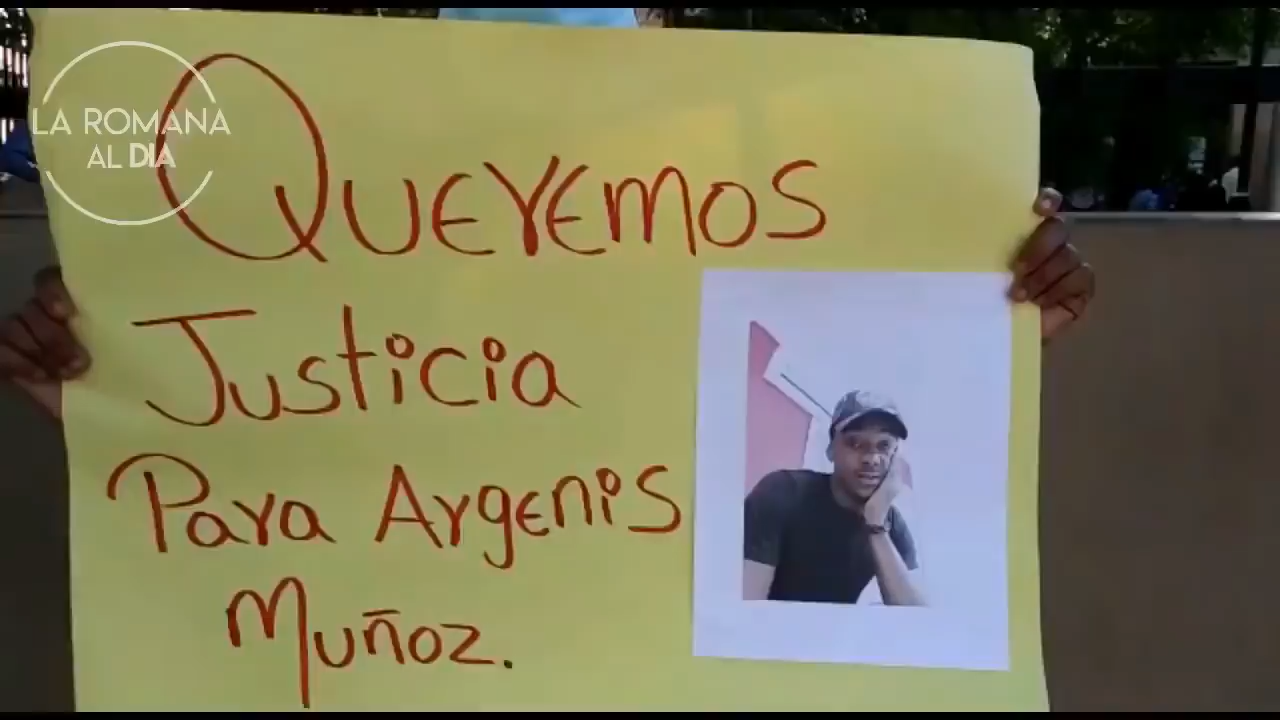 LA ROMANA
AL DIA
Queremos
Justicia
Para Argenis
Muñoz.